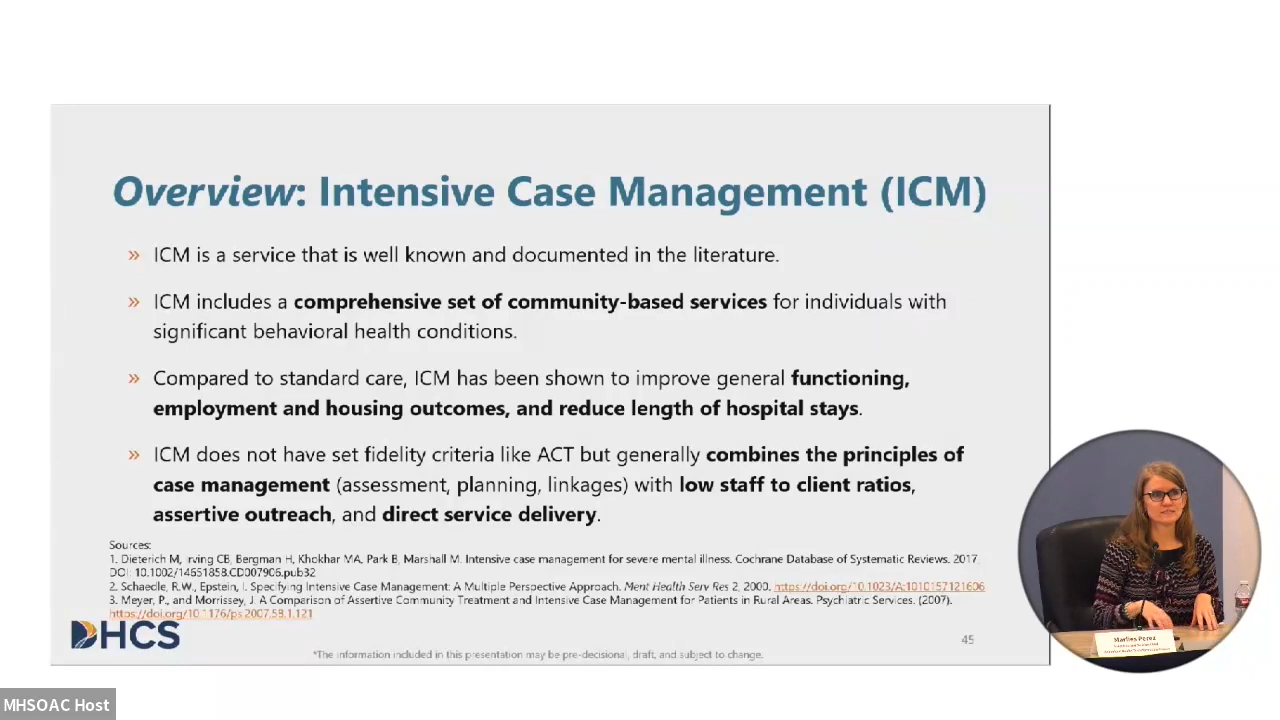 Overview: Intensive Case Management (ICM)
» ICM is a service that is well known and documented in the literature.
» ICM includes a comprehensive set of community-based services for individuals with
significant behavioral health conditions.
» Compared to standard care, ICM has been shown to improve general functioning,
employment and housing outcomes, and reduce length of hospital stays.
» ICM does not have set fidelity criteria like ACT but generally combines the principles of
case management (assessment, planning, linkages) with low staff to client ratios,
assertive outreach, and direct service delivery.
Sources:
1. Dieterich M, Irving CB, Bergman H, Khokhar MA, Park B, Marshall M. Intensive case management for severe mental illness. Cochrane Database of Systematic Reviews. 2017.
DOI: 10.1002/14651858.CD007906.pub32
2. Schaedle, R.W., Epstein, I. Specifying Intensive Case Management: A Multiple Perspective Approach. Ment Health Serv Res 2, 2000. https://doi.org/10.1023/A:1010157121606
3. Meyer, P., and Morrissey, J. A Comparison of Assertive Community Treatment and Intensive Case Management for Patients in Rural Areas. Psychiatric Services. (2007).
https://doi.org/10.1176/ps.2007.58.1.121
DHCS
45
*The information included in this presentation may be pre-decisional, draft, and subject to change.
Marlies Perez
MHSOAC Host